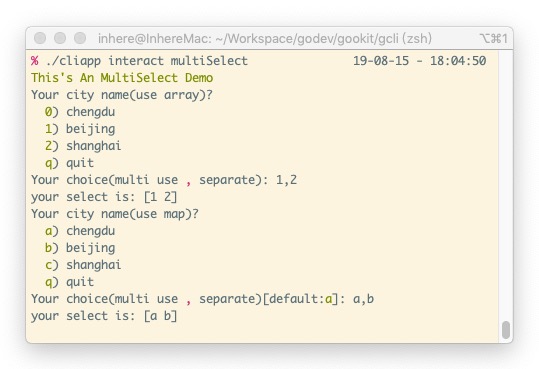 inhere@InhereMac: ~/Workspace/godev/gookit/gcli (zsh) ⌥⌘1
% ./cliapp interact multiSelect 19-08-15 - 18:04:50
This's An MultiSelect Demo
Your city name(use array)?
0) chengdu
1) beijing
2) shanghai
q) quit
Your choice(multi use , separate): 1,2
your select is: [1 2]
Your city name(use map)?
a) chengdu
b) beijing
c) shanghai
q) quit
Your choice(multi use , separate)[default:a]: a,b
your select is: [a b]